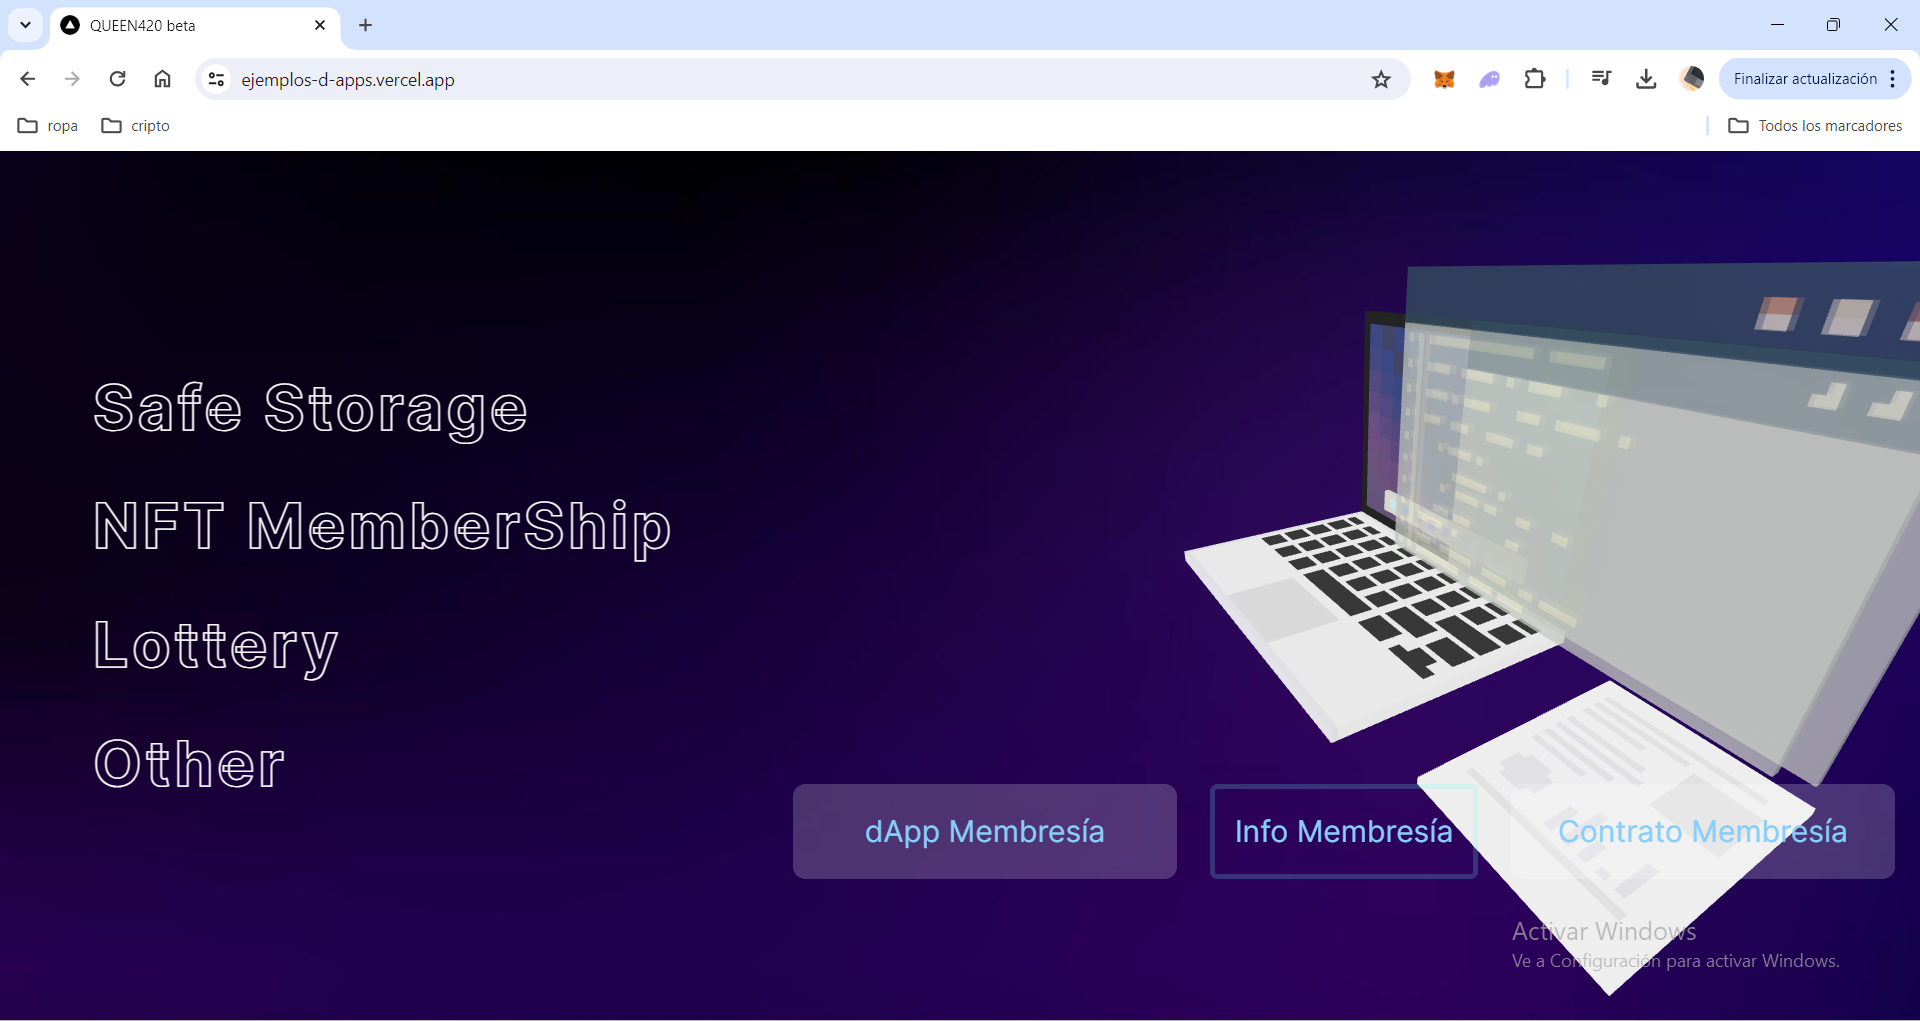 QUEEN420 beta
ejemplos-d-apps.vercel.app
Finalizar actualización
ropa
cripto
Todos los marcadores
Safe Storage
NFT MemberShip
Lottery
Other
dApp Membresía
Info Membresía
Contrato Membresía
Activar Windows
Ve a Configuración para activar Windows.